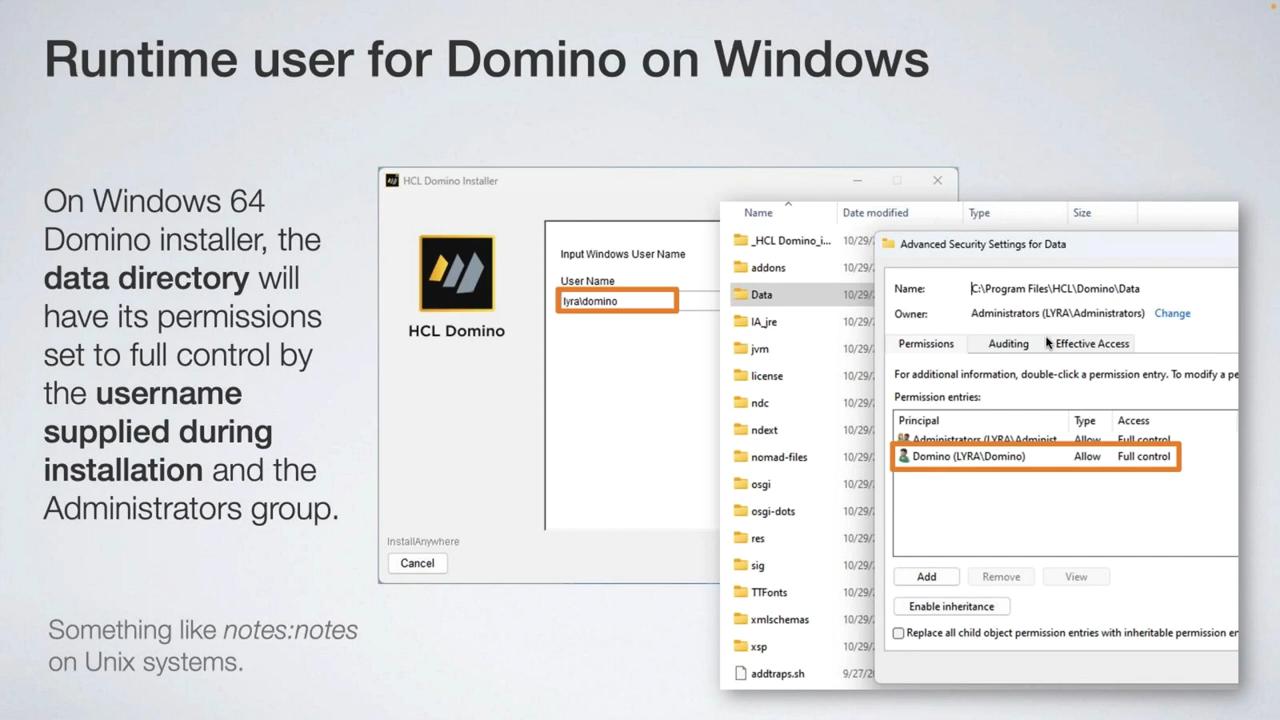 Runtime user for Domino on Windows
On Windows 64
Domino installer, the
data directory will
have its permissions
set to full control by
the username
supplied during
installation and the
Administrators group.
Something like notes:notes
on Unix systems.
HCL Domino Installer
HCL Domino
Input Windows User Name
User Name
lyra\domino
InstallAnywhere
Cancel
Name Date modified Type Size
_HCL Domino_i... 10/29/
addons 10/29/
Data 10/29/
IA_jre 10/29/
jvm 10/29/
license 10/29/
ndc 10/29/
ndext 10/29/
nomad-files 10/29/
osgi 10/29/
osgi-dots 10/29/
res 10/29/
sig 10/29/
TTFonts 10/29/
xmlschemas 10/29/
xsp 10/29/
addtraps.sh 9/27/2
Advanced Security Settings for Data
Name: C:\Program Files\HCL\Domino\Data
Owner: Administrators (LYRA\Administrators) Change
Permissions Auditing Effective Access
For additional information, double-click a permission entry. To modify a pe
Permission entries:
Principal Type Access
Administrators (LYRA\Administ... Allow Full control
Domino (LYRA\Domino) Allow Full control
Add Remove View
Enable inheritance
Replace all child object permission entries with inheritable permission en